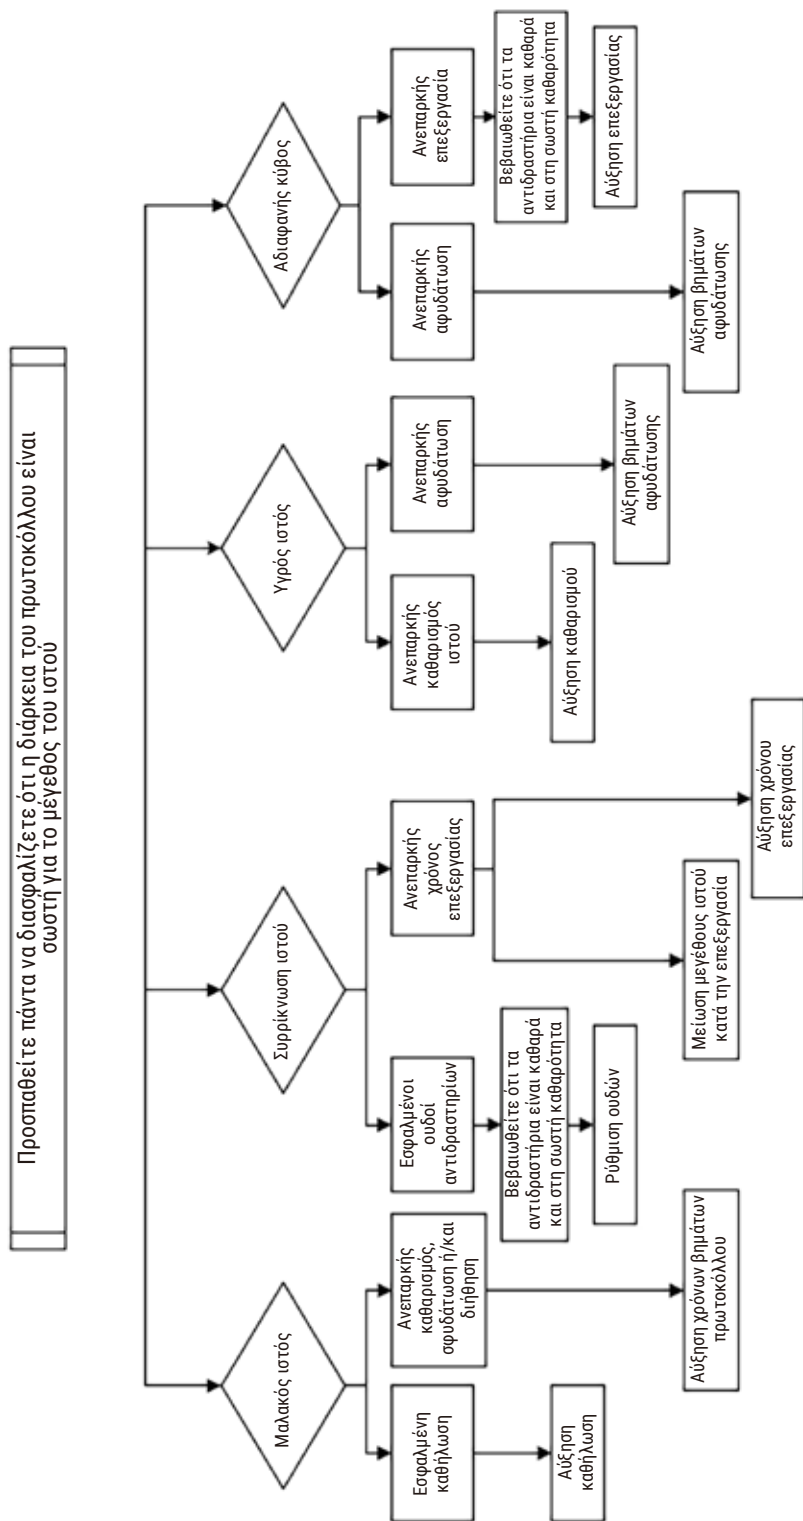 Προσπαθείτε πάντα να διασφαλίζετε ότι η διάρκεια του πρωτοκόλλου είναι
σωστή για το μέγεθος του ιστού
Μαλακός ιστός
Συρρίκνωση ιστού
Υγρός ιστός
Αδιαφανής κύβος
Εσφαλμένη
καθήλωση
Ανεπαρκής
καθαρισμός,
σφυδάτωση ή/και
διήθηση
Εσφαλμένοι
ουδοί
αντιδραστηρίων
Ανεπαρκής
χρόνος
επεξεργασίας
Ανεπαρκής
καθαρισμός
ιστού
Ανεπαρκής
αφυδάτωση
Ανεπαρκής
αφυδάτωση
Ανεπαρκής
επεξεργασία
Βεβαιωθείτε ότι τα
αντιδραστήρια είναι καθαρά
και στη σωστή καθαρότητα
Βεβαιωθείτε ότι τα
αντιδραστήρια είναι καθαρά
και στη σωστή καθαρότητα
Αύξηση
καθήλωσης
Ρύθμιση ουδών
Αύξηση καθαρισμού
Αύξηση βημάτων
αφυδάτωσης
Αύξηση επεξεργασίας
Αύξηση χρόνων βημάτων
πρωτοκόλλου
Μείωση μεγέθους ιστού
κατά την επεξεργασία
Αύξηση χρόνου
επεξεργασίας
Αύξηση βημάτων
αφυδάτωσης